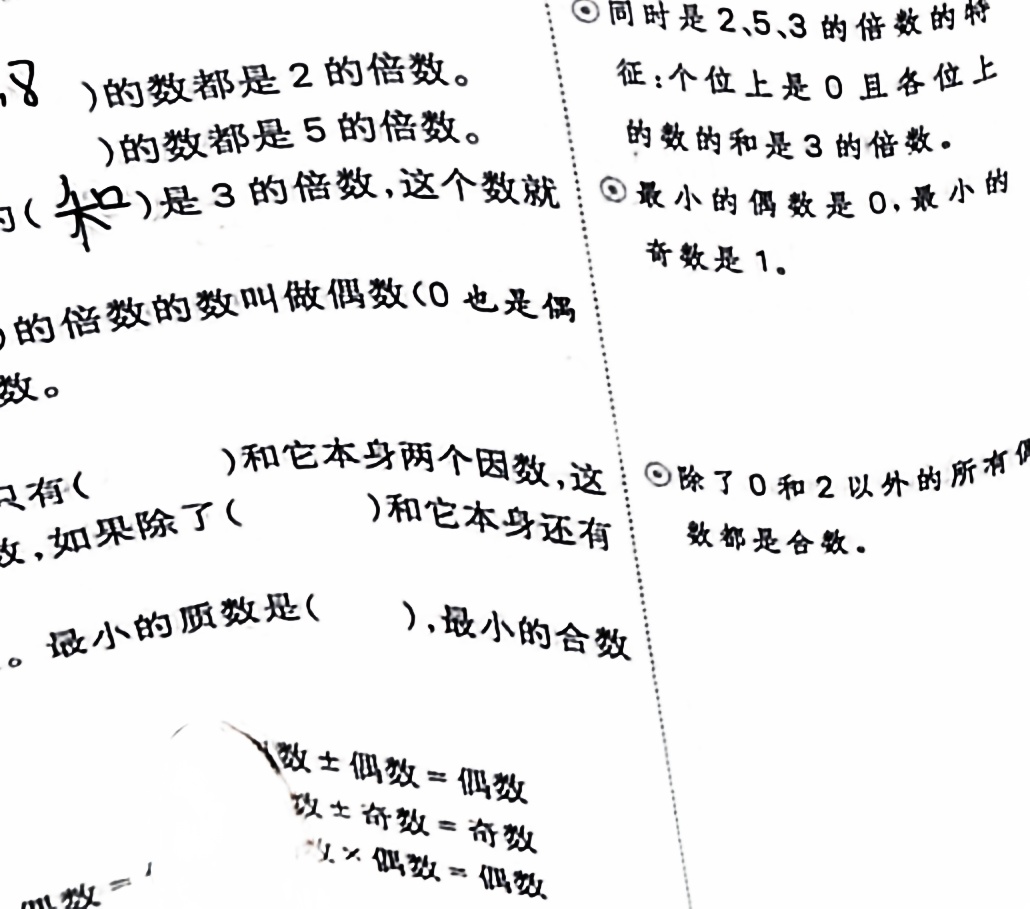 ,8 )的数都是2的倍数。
)的数都是5的倍数。
(和)是3的倍数,这个数就
)的倍数的数叫做偶数(0也是偶
数。
只有( )和它本身两个因数,这
,如果除了( )和它本身还有
。最小的质数是( ),最小的合数
数±偶数=偶数
数±奇数=奇数
×偶数=偶数
偶数=
⊙同时是2、5、3的倍数的特
征:个位上是0且各位上
的数的和是3的倍数。
⊙最小的偶数是0,最小的
奇数是1。
⊙除了0和2以外的所有偶
数都是合数。